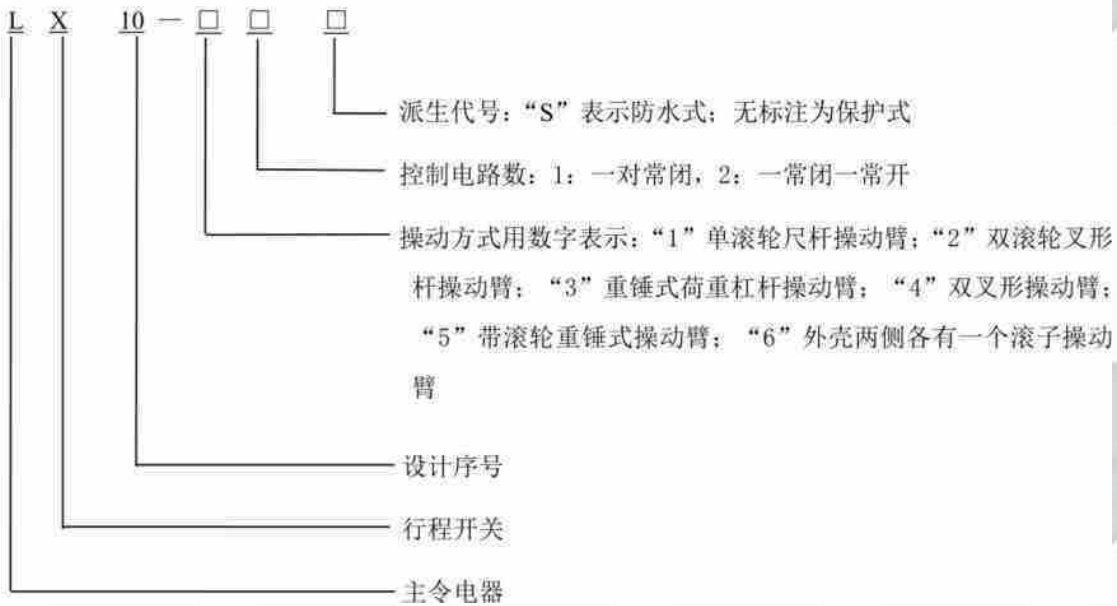 L X 10－□ □ □
派生代号：“S”表示防水式；无标注为保护式
控制电路数：1：一对常闭，2：一常闭一常开
操动方式用数字表示：“1”单滚轮尺杆操动臂；“2”双滚轮叉形
杆操动臂；“3”重锤式荷重杠杆操动臂；“4”双叉形操动臂；
“5”带滚轮重锤式操动臂；“6”外壳两侧各有一个滚子操动
臂
设计序号
行程开关
主令电器